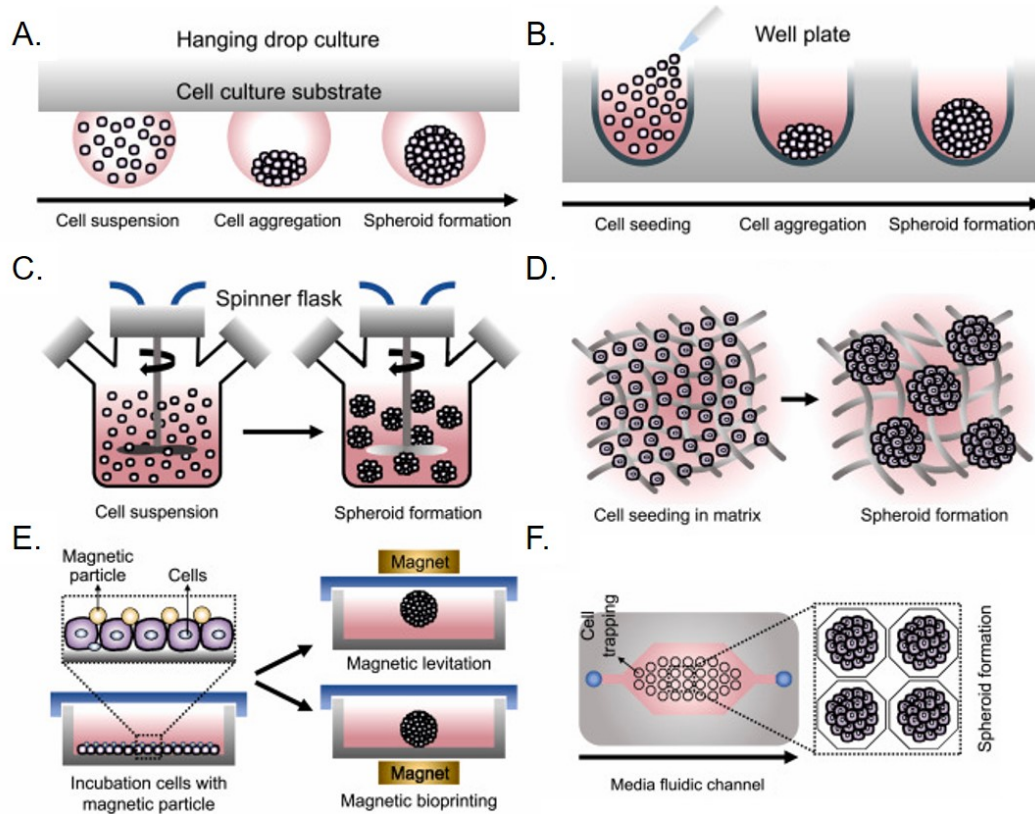 A.
Hanging drop culture
Cell culture substrate
Cell suspension
Cell aggregation
Spheroid formation
B.
Well plate
Cell seeding
Cell aggregation
Spheroid formation
C.
Spinner flask
Cell suspension
Spheroid formation
D.
Cell seeding in matrix
Spheroid formation
E.
Magnetic
particle
Cells
Incubation cells with
magnetic particle
Magnet
Magnetic levitation
Magnet
Magnetic bioprinting
F.
Cell
trapping
Media fluidic channel
Spheroid formation